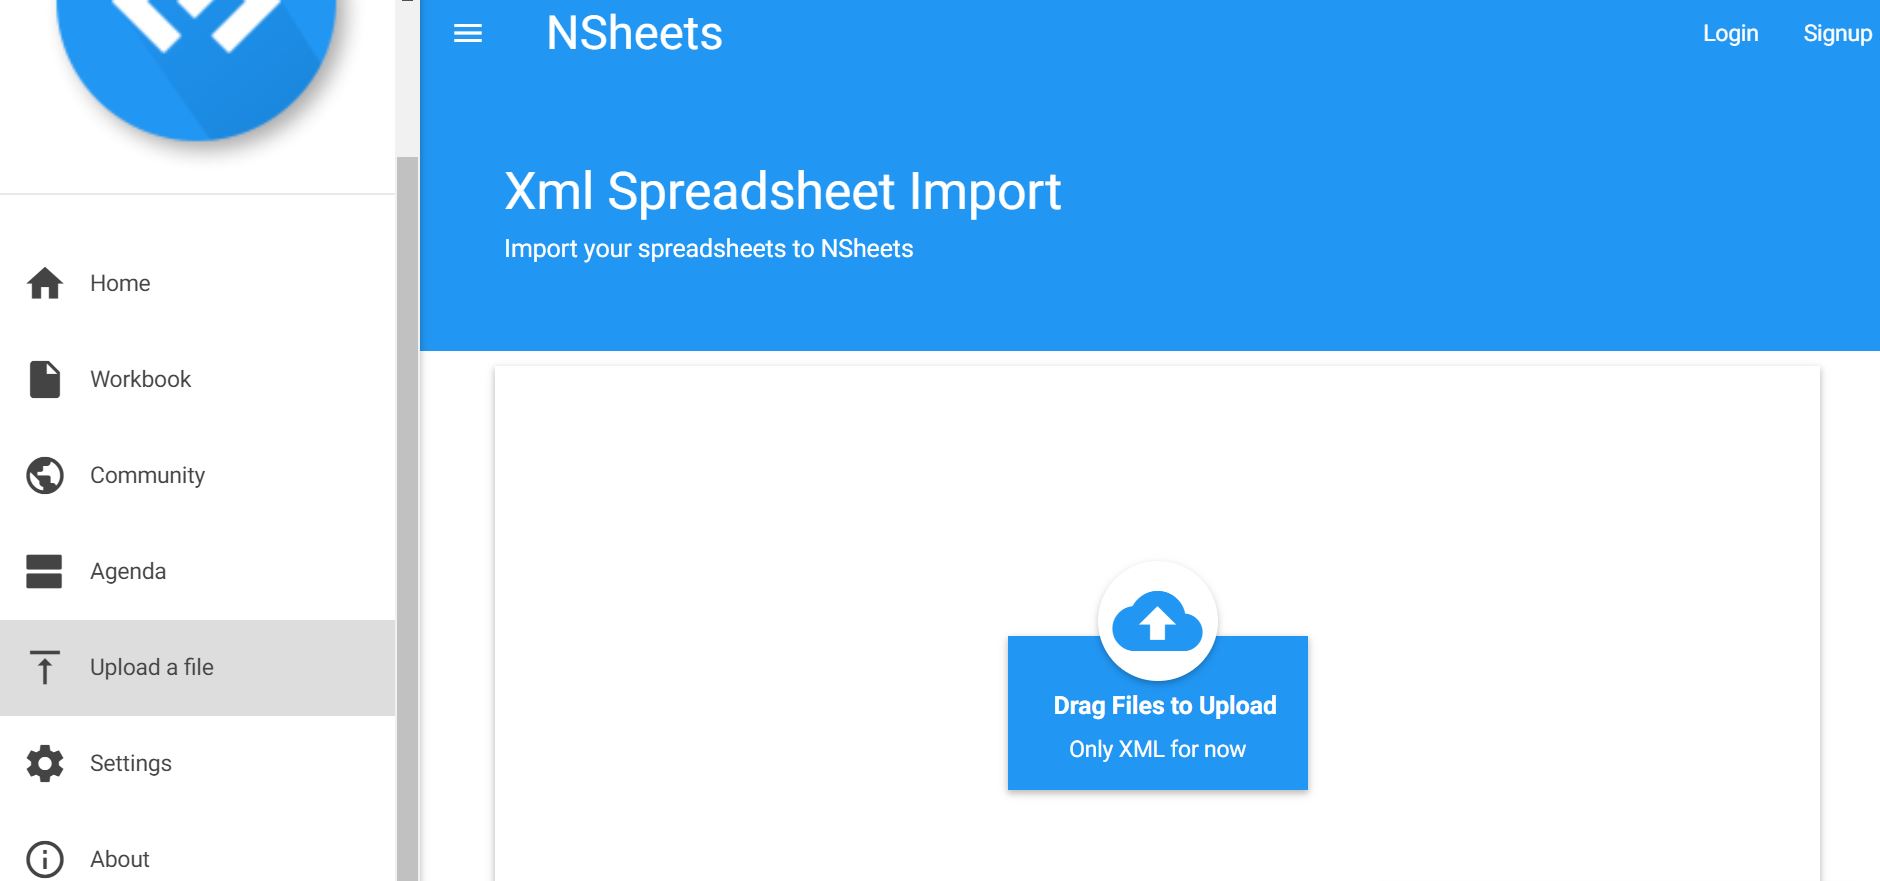 NSheets
Login
Signup
Xml Spreadsheet Import
Import your spreadsheets to NSheets
Home
Workbook
Community
Agenda
Upload a file
Settings
About
Drag Files to Upload
Only XML for now